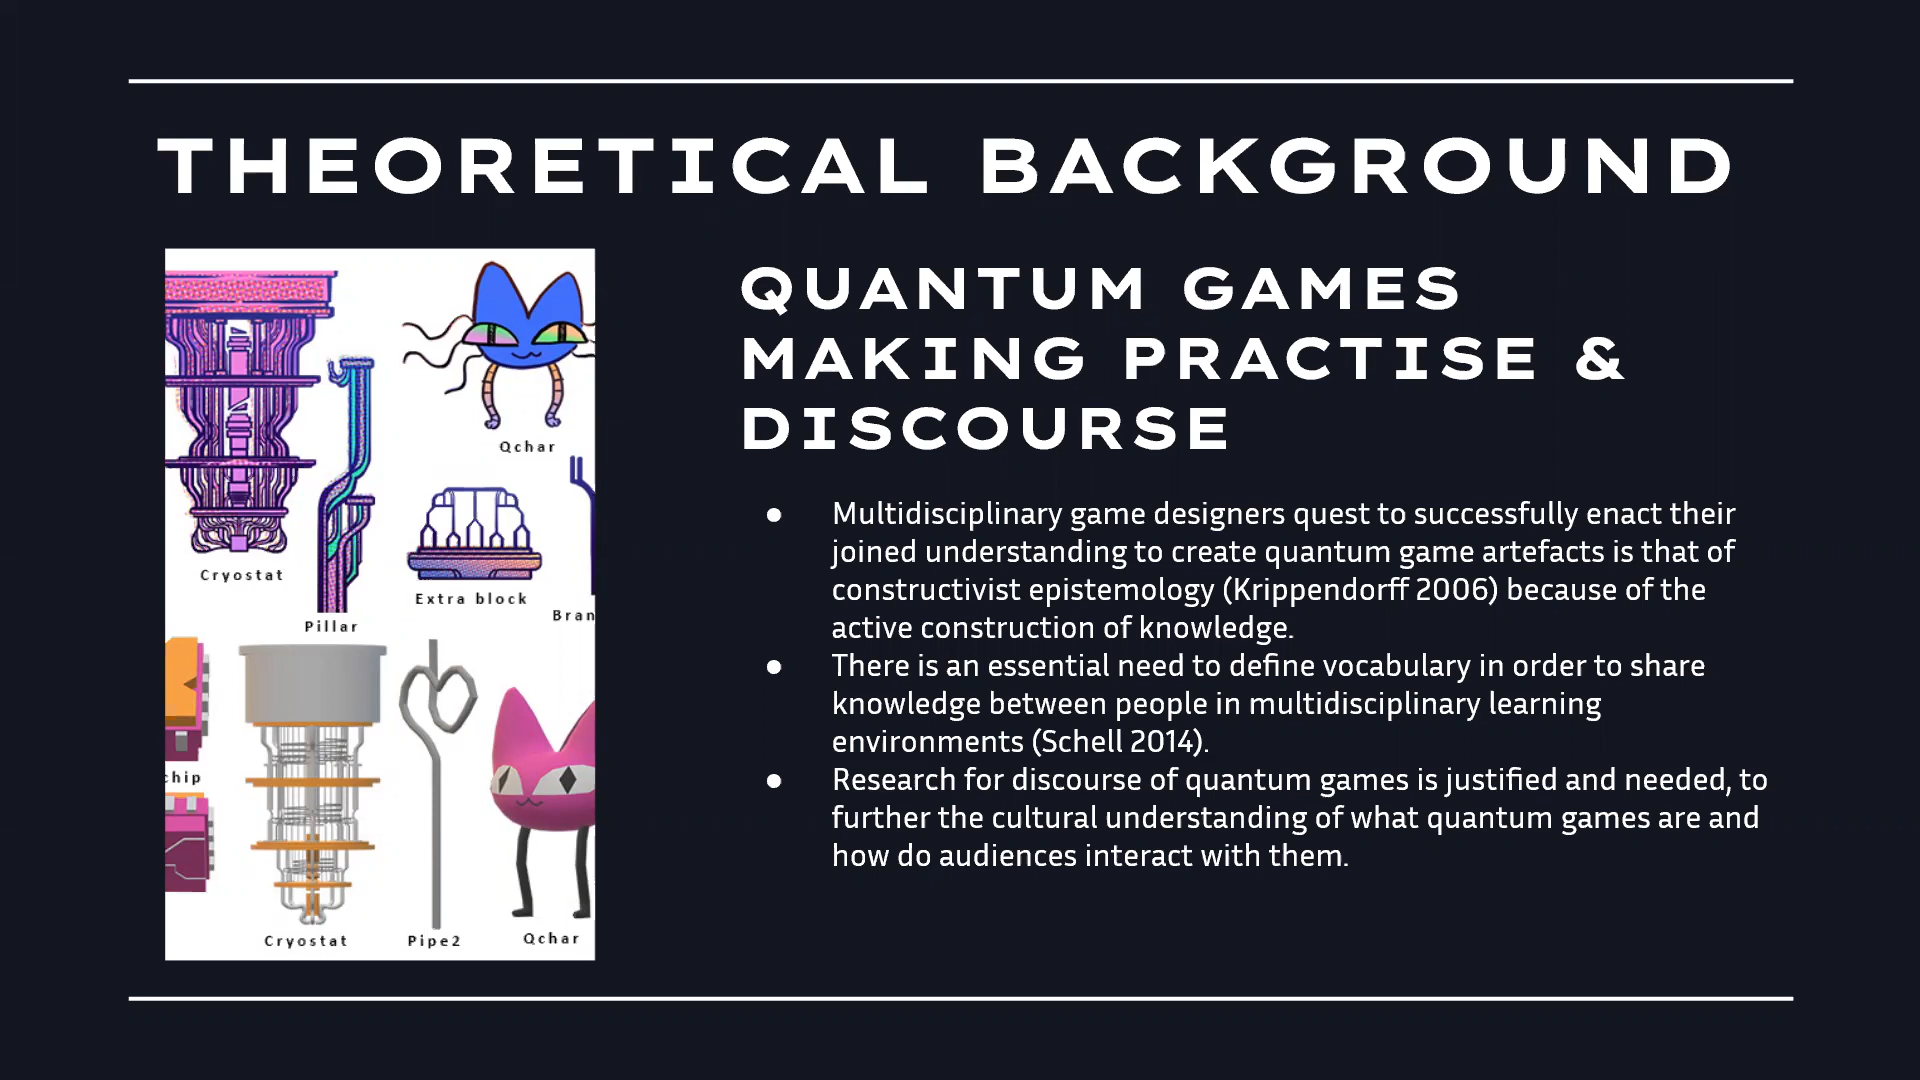 THEORETICAL BACKGROUND
QUANTUM GAMES
MAKING PRACTISE &
DISCOURSE
● Multidisciplinary game designers quest to successfully enact their
joined understanding to create quantum game artefacts is that of
constructivist epistemology (Krippendorff 2006) because of the
active construction of knowledge.
● There is an essential need to define vocabulary in order to share
knowledge between people in multidisciplinary learning
environments (Schell 2014).
● Research for discourse of quantum games is justified and needed, to
further the cultural understanding of what quantum games are and
how do audiences interact with them.
Qchar
Cryostat
Extra block
Bran
Pillar
chip
Cryostat
Pipe2
Qchar